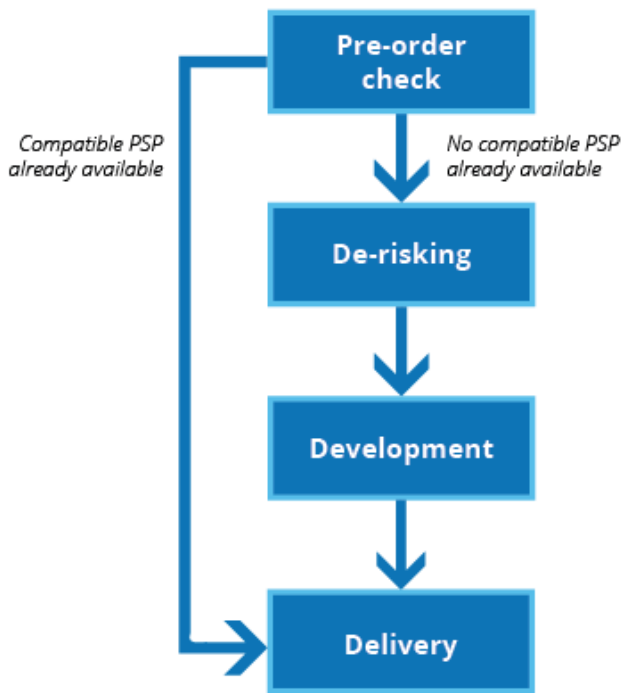 Pre-order
check
Compatible PSP
already available
No compatible PSP
already available
De-risking
Development
Delivery